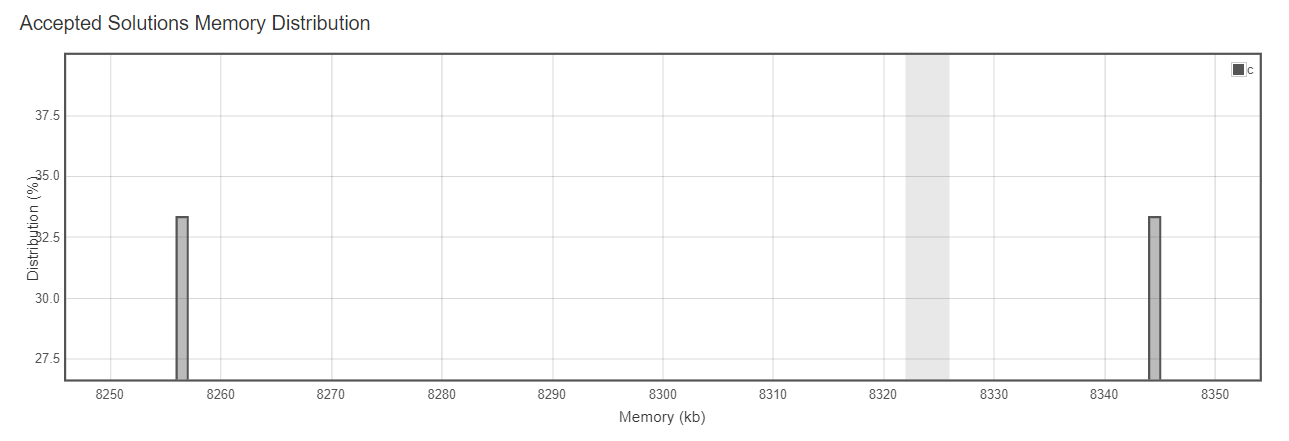 Accepted Solutions Memory Distribution
c
37.5
35.0
32.5
30.0
27.5
Distribution (%)
8250 8260 8270 8280 8290 8300 8310 8320 8330 8340 8350
Memory (kb)